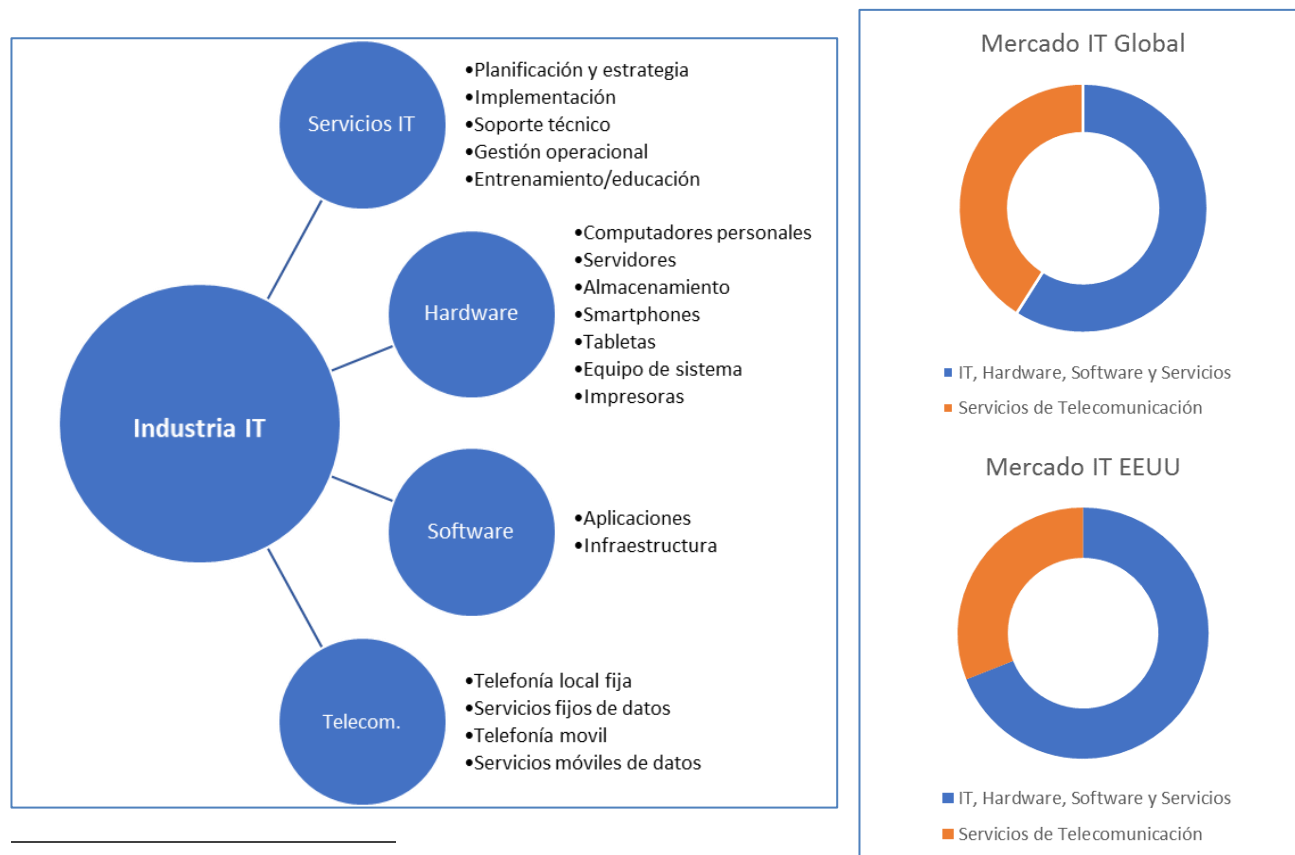 Servicios IT
•Planificación y estrategia
•Implementación
•Soporte técnico
•Gestión operacional
•Entrenamiento/educación
Hardware
•Computadores personales
•Servidores
•Almacenamiento
•Smartphones
•Tabletas
•Equipo de sistema
•Impresoras
Industria IT
Software
•Aplicaciones
•Infraestructura
Telecom.
•Telefonía local fija
•Servicios fijos de datos
•Telefonía movil
•Servicios móviles de datos
Mercado IT Global
IT, Hardware, Software y Servicios
Servicios de Telecomunicación
Mercado IT EEUU
IT, Hardware, Software y Servicios
Servicios de Telecomunicación